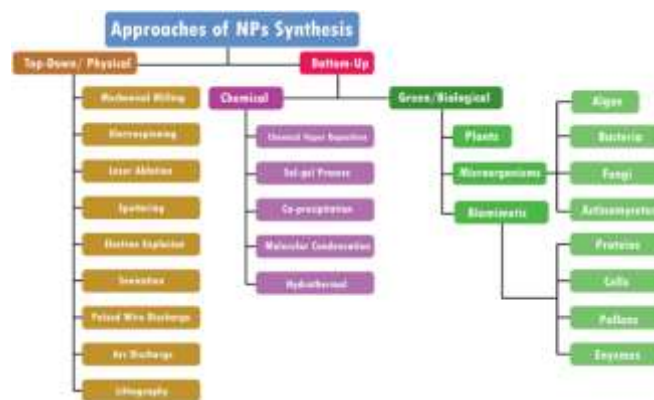 Approaches of NPs Synthesis
Top-Down/ Physical
Bottom-Up
Mechanical Milling
Electrospinning
Laser Ablation
Sputtering
Electron Explosion
Sonication
Pulsed Wire Discharge
Arc Discharge
Lithography
Chemical
Chemical Vapor Deposition
Sol-gel Process
Co-precipitation
Molecular Condensation
Hydrothermal
Green/Biological
Plants
Microorganisms
Biomimetic
Algae
Bacteria
Fungi
Actinomycetes
Proteins
Cells
Pollens
Enzymes